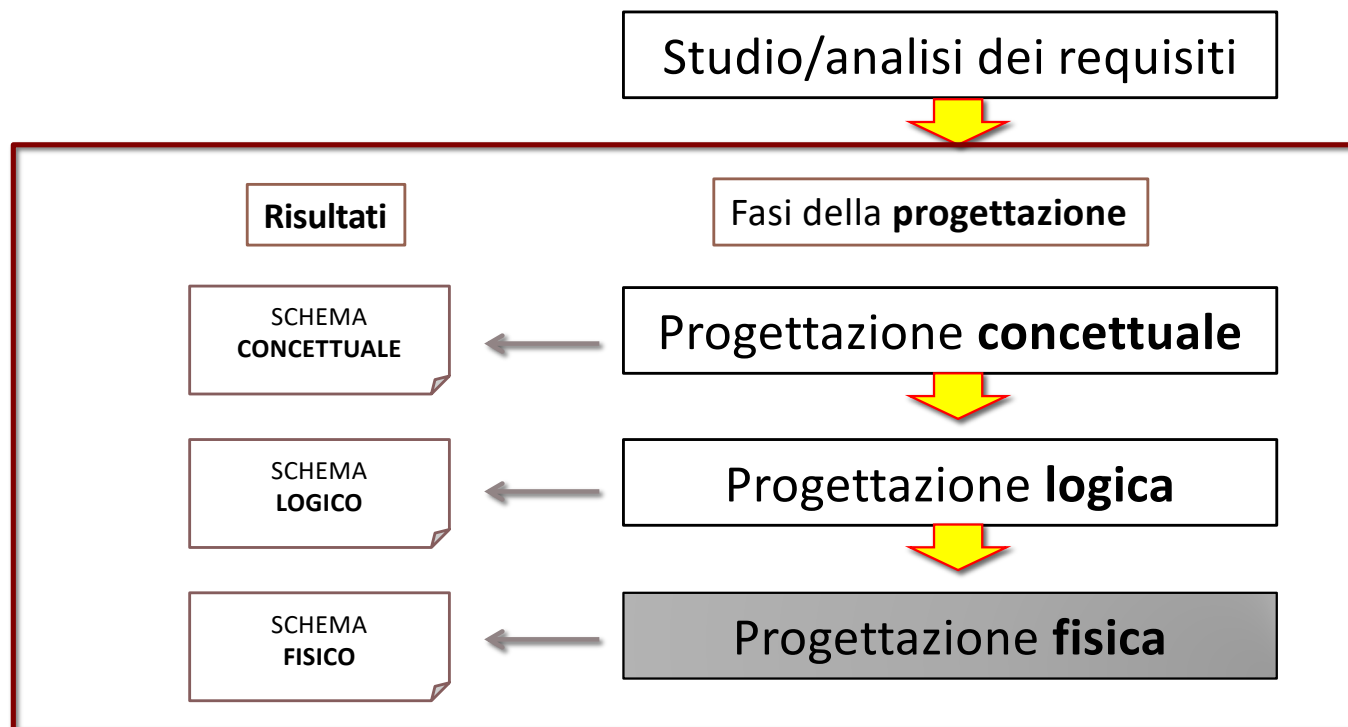 Studio/analisi dei requisiti
Risultati
Fasi della progettazione
SCHEMA
CONCETTUALE
Progettazione concettuale
SCHEMA
LOGICO
Progettazione logica
SCHEMA
FISICO
Progettazione fisica